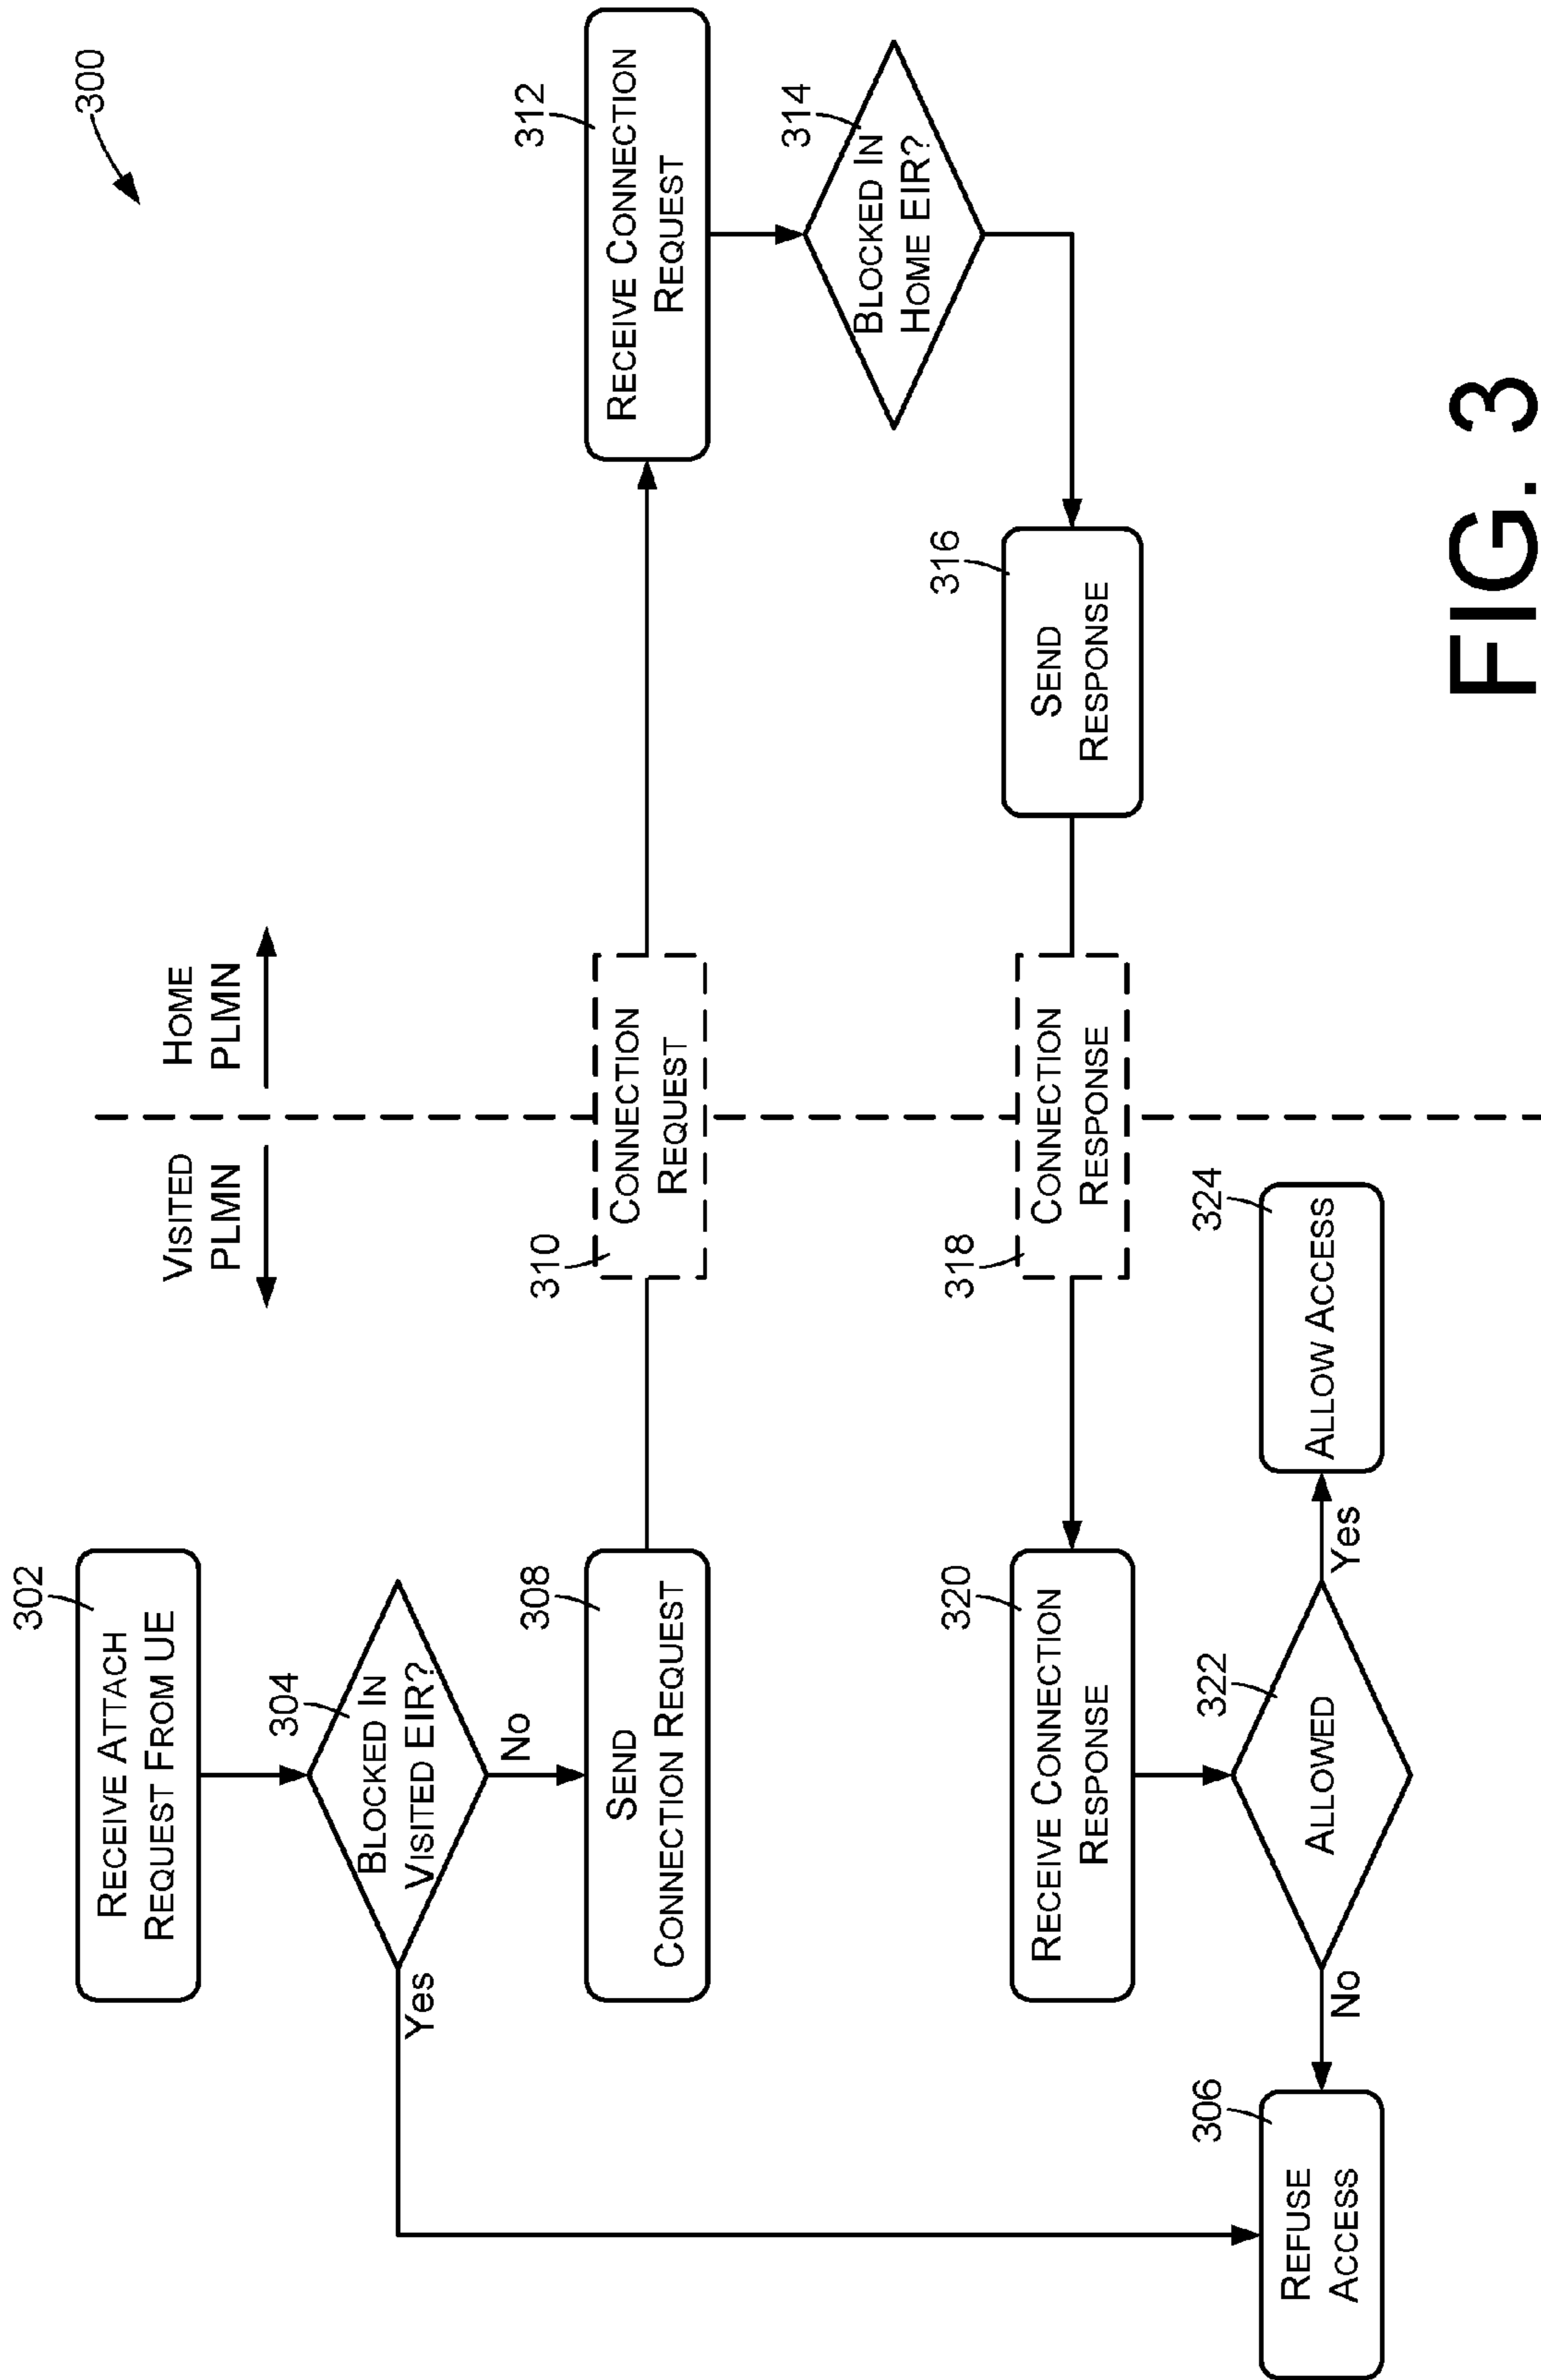 300
VISITED
PLMN
HOME
PLMN
302
RECEIVE ATTACH
REQUEST FROM UE
304
BLOCKED IN
VISITED EIR?
Yes
No
308
SEND
CONNECTION REQUEST
310
CONNECTION
REQUEST
312
RECEIVE CONNECTION
REQUEST
314
BLOCKED IN
HOME EIR?
316
SEND
RESPONSE
318
CONNECTION
RESPONSE
320
RECEIVE CONNECTION
RESPONSE
322
ALLOWED
No
Yes
306
REFUSE
ACCESS
324
ALLOW ACCESS
FIG. 3